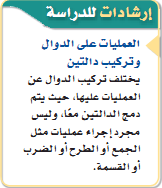 إرشادات للدراسة
العمليات على الدوال
وتركيب دالتين
يختلف تركيب الدوال عن
العمليات عليها، حيث يتم
دمج الدالتين معًا، وليس
مجرد إجراء عمليات مثل
الجمع أو الطرح أو الضرب
أو القسمة.